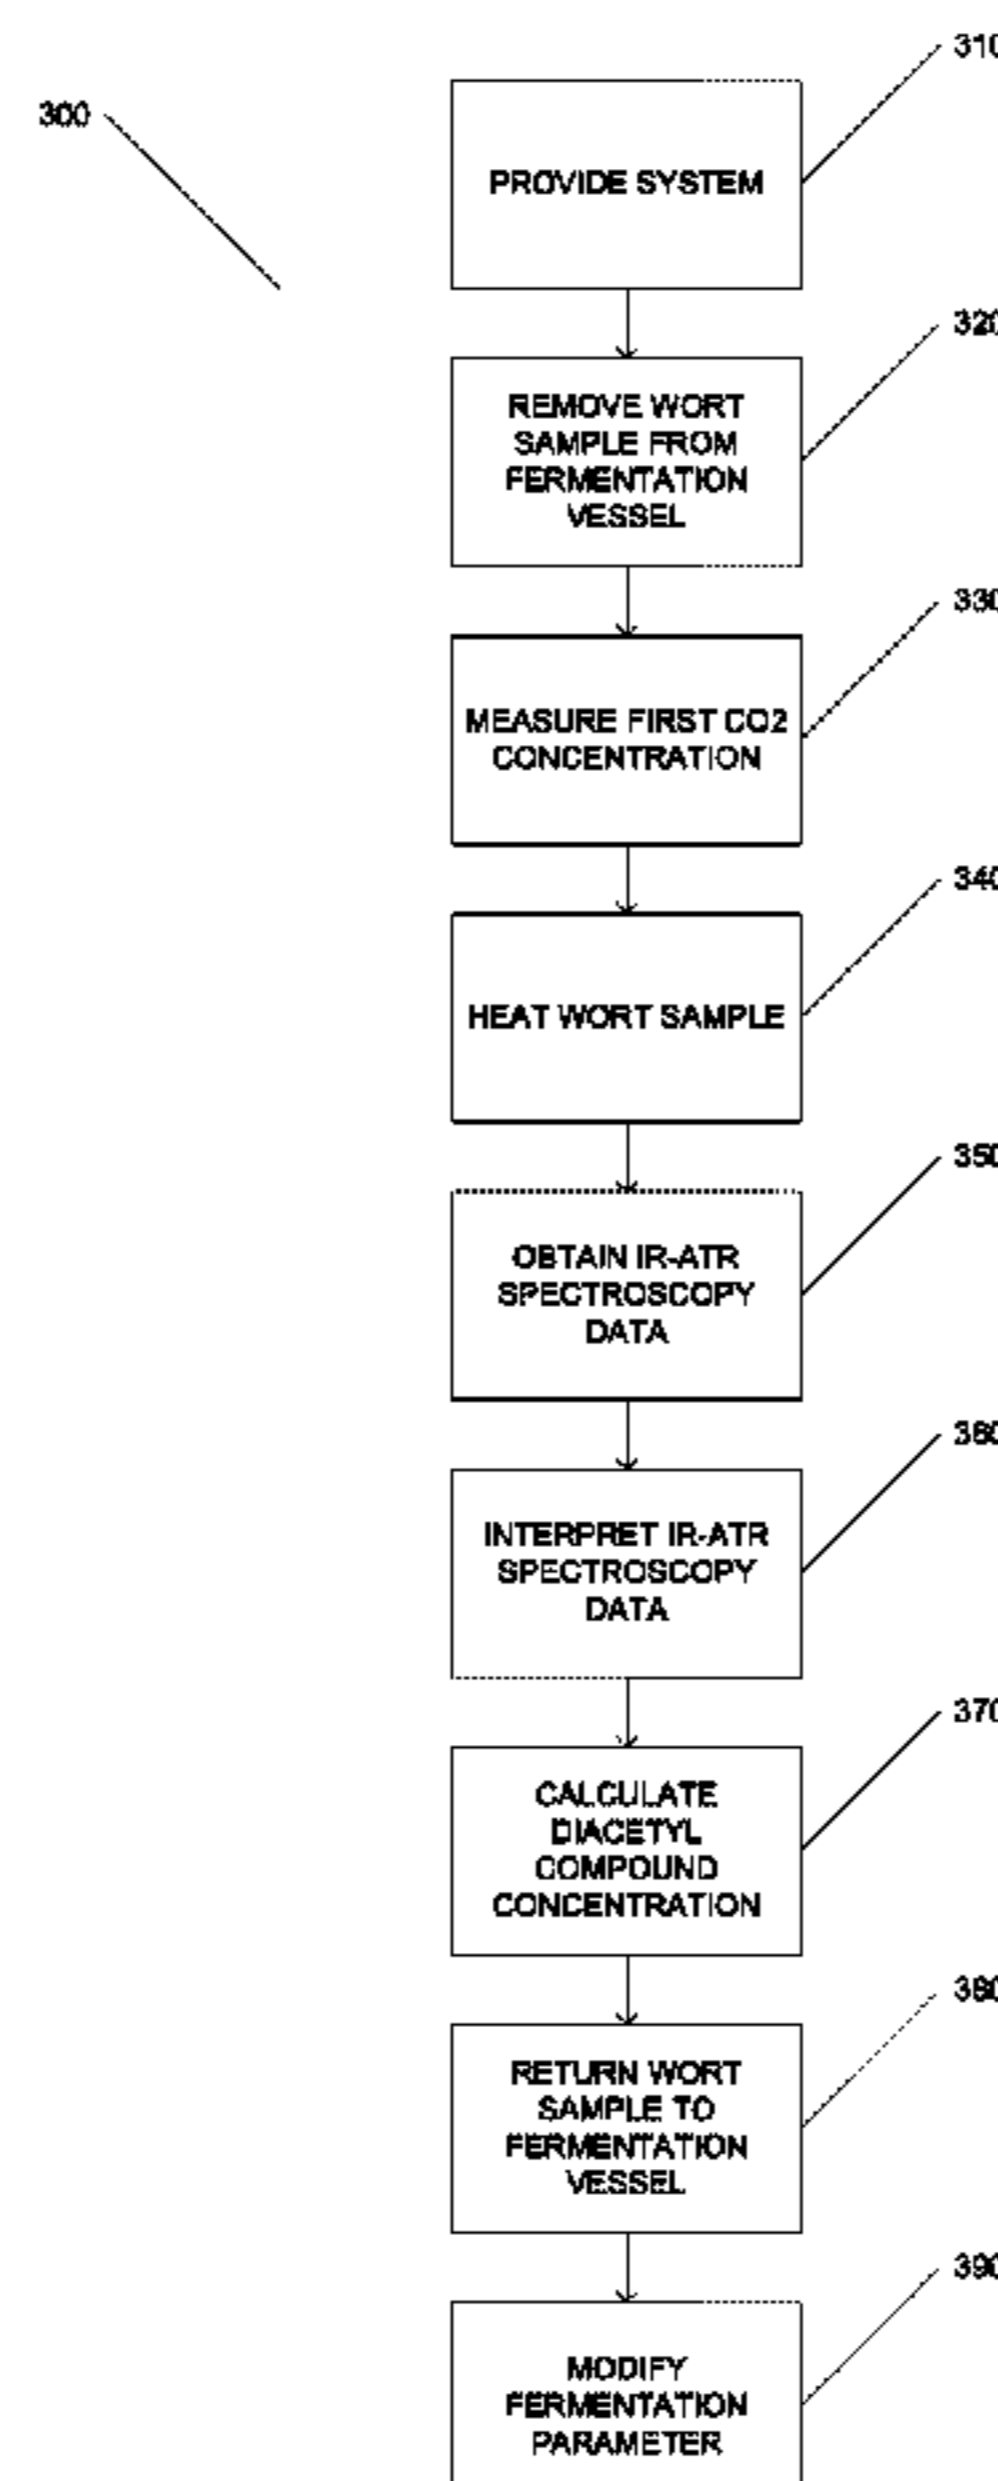 310
300
PROVIDE SYSTEM
320
REMOVE WORT
SAMPLE FROM
FERMENTATION
VESSEL
330
MEASURE FIRST CO2
CONCENTRATION
340
HEAT WORT SAMPLE
350
OBTAIN IR-ATR
SPECTROSCOPY
DATA
360
INTERPRET IR-ATR
SPECTROSCOPY
DATA
370
CALCULATE
DIACETYL
COMPOUND
CONCENTRATION
380
RETURN WORT
SAMPLE TO
FERMENTATION
VESSEL
390
MODIFY
FERMENTATION
PARAMETER